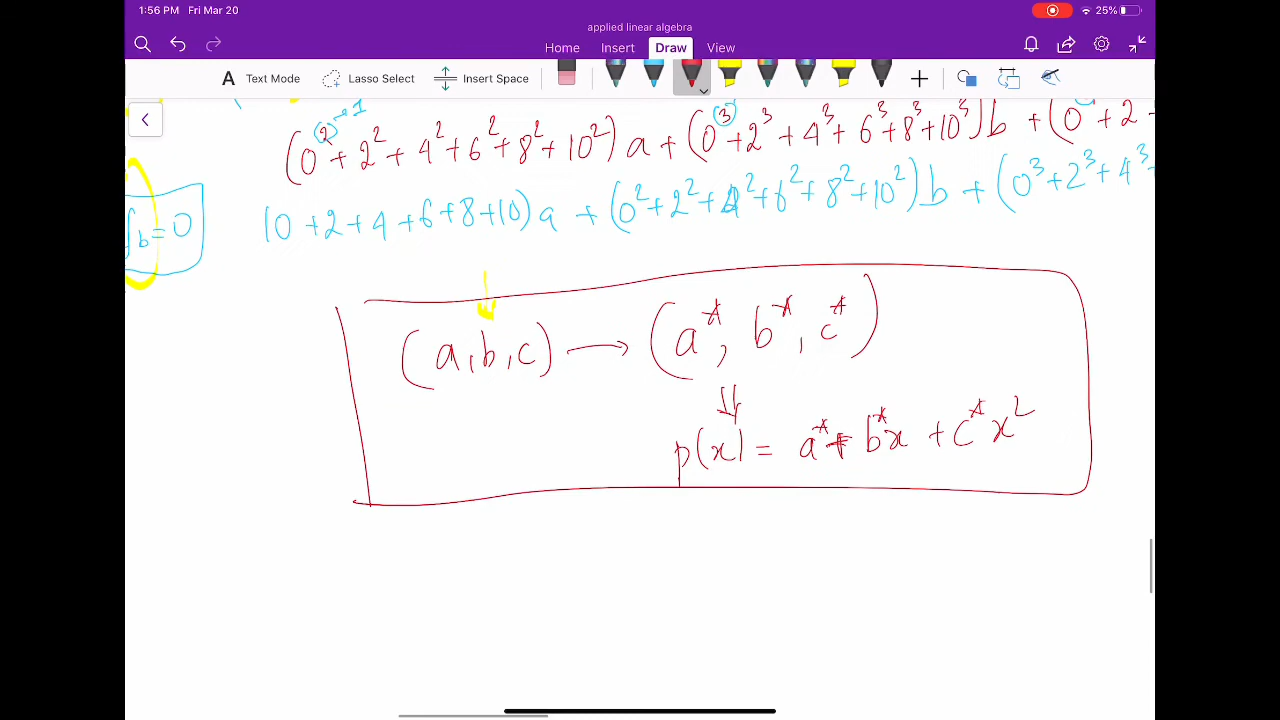 1:56 PM Fri Mar 20
25%
applied linear algebra
Home Insert Draw View
A Text Mode Lasso Select Insert Space
(0² + 2² + 4² + 6² + 8² + 10²) a + (0³ + 2³ + 4³ + 6³ + 8³ + 10³) b + (0 + 2
→ 1
(0 + 2 + 4 + 6 + 8 + 10) a + (0² + 2² + 4² + 6² + 8² + 10²) b + (0³ + 2³ + 4³
f_b = 0
(a, b, c) → (a*, b*, c*)
⇓
p(x) = a* + b*x + c*x²